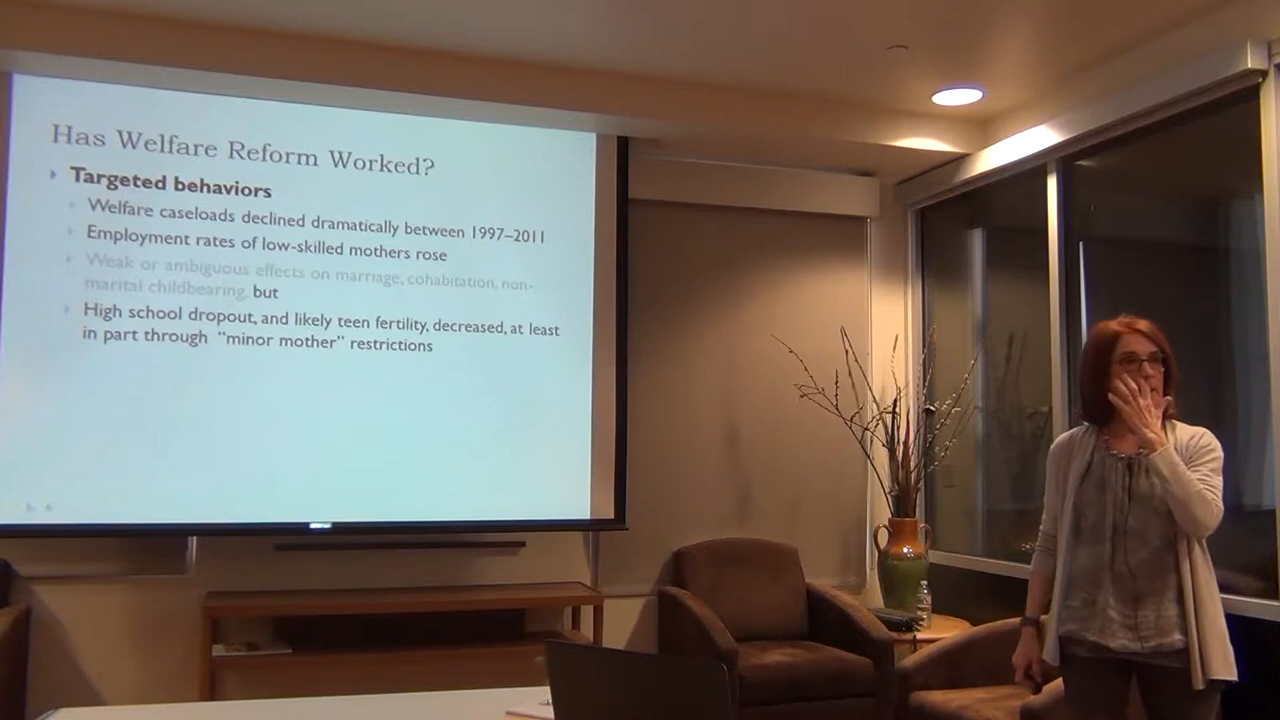 Has Welfare Reform Worked?
Targeted behaviors
Welfare caseloads declined dramatically between 1997–2011
Employment rates of low-skilled mothers rose
Weak or ambiguous effects on marriage, cohabitation, non-
marital childbearing, but
High school dropout, and likely teen fertility, decreased, at least
in part through “minor mother” restrictions